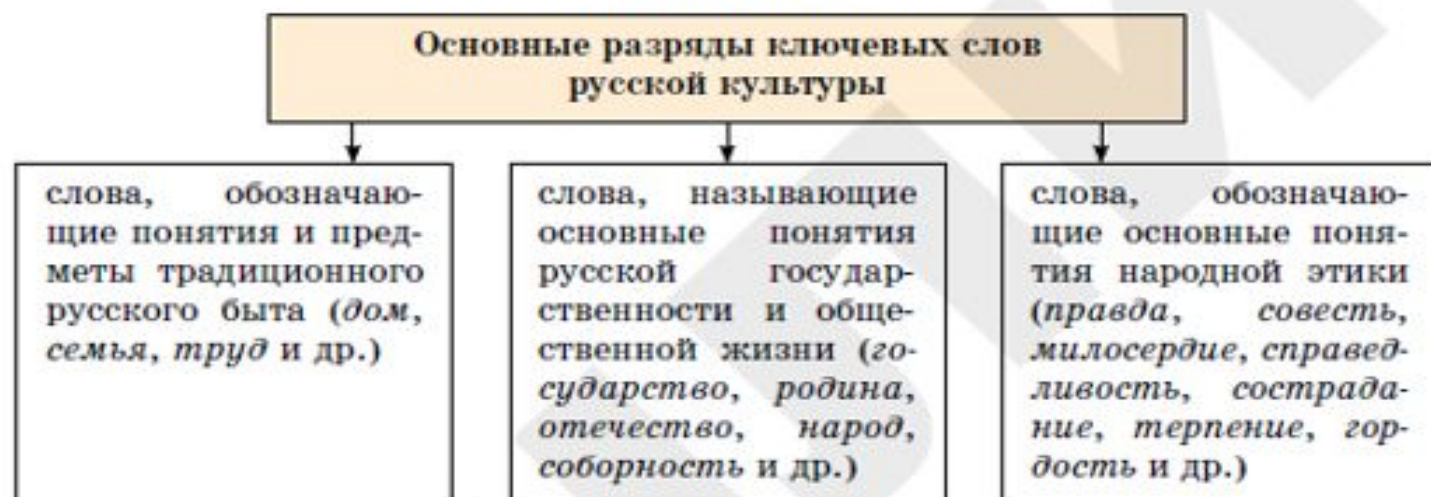 Основные разряды ключевых слов
русской культуры
слова, обозначаю-
щие понятия и пред-
меты традиционного
русского быта (дом,
семья, труд и др.)
слова, называющие
основные понятия
русской государ-
ственности и обще-
ственной жизни (го-
сударство, родина,
отечество, народ,
соборность и др.)
слова, обозначаю-
щие основные поня-
тия народной этики
(правда, совесть,
милосердие, справед-
ливость, сострада-
ние, терпение, гор-
дость и др.)